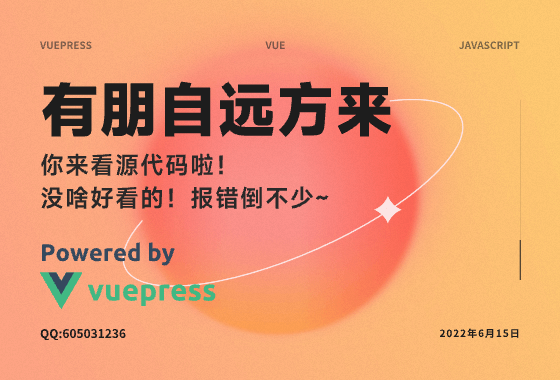 VUEPRESS VUE JAVASCRIPT
有朋自远方来
你来看源代码啦！
没啥好看的！报错倒不少~
Powered by
vuepress
QQ:605031236 2022年6月15日